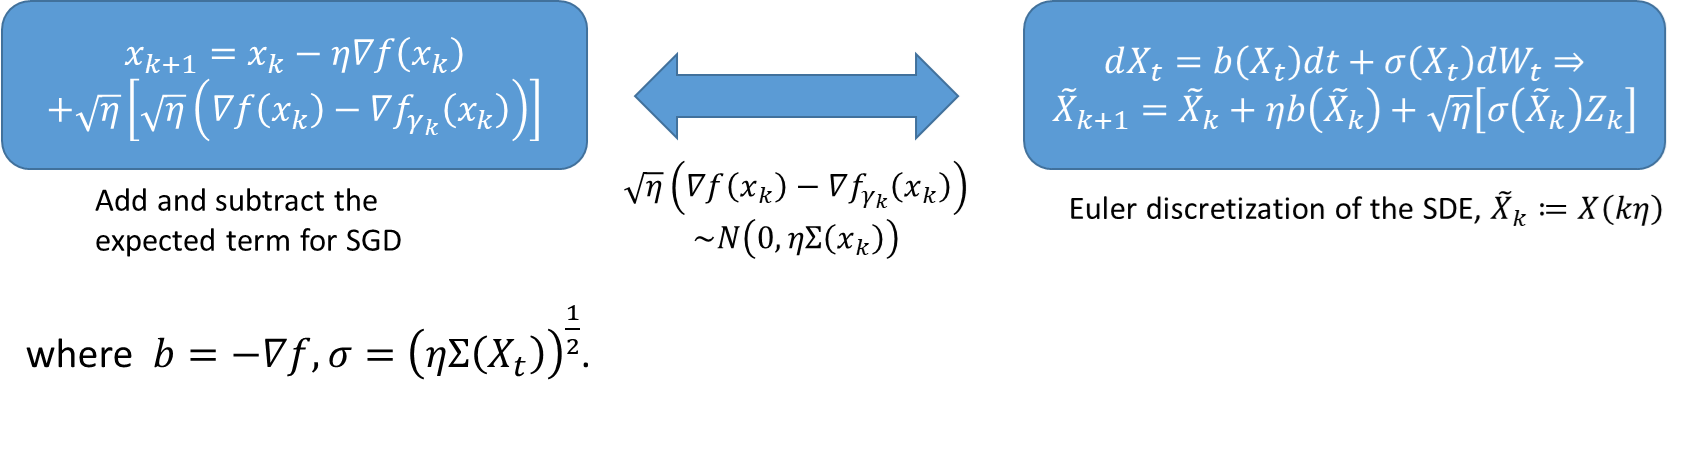 x_{k+1} = x_k − η∇f(x_k)
+√η[√η(∇f(x_k) − ∇f_{γ_k}(x_k))]
Add and subtract the
expected term for SGD
√η(∇f(x_k) − ∇f_{γ_k}(x_k))
~N(0, ηΣ(x_k))
dX_t = b(X_t)dt + σ(X_t)dW_t ⇒
X̃_{k+1} = X̃_k + ηb(X̃_k) + √η[σ(X̃_k)Z_k]
Euler discretization of the SDE, X̃_k ≔ X(kη)
where b = −∇f, σ = (ηΣ(X_t))^{1/2}.